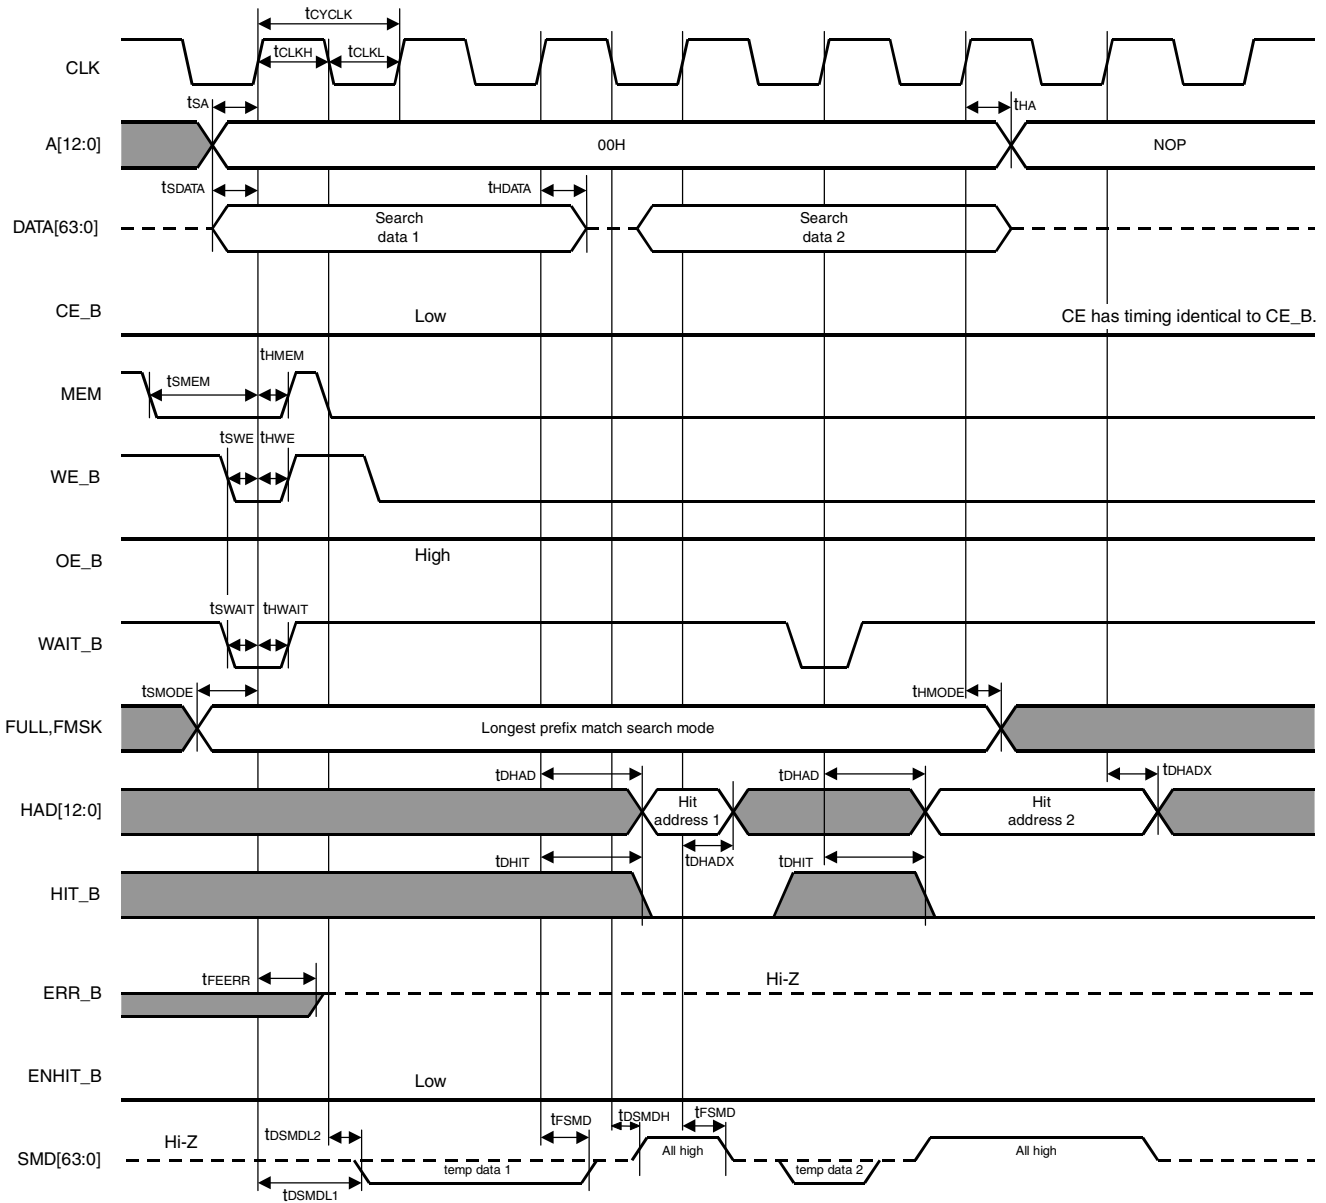 tCYCLK
CLK
tCLKH
tCLKL
tSA
tHA
A[12:0]
00H
NOP
tSDATA
tHDATA
DATA[63:0]
Search
data 1
Search
data 2
CE_B
Low
CE has timing identical to CE_B.
tHMEM
tSMEM
MEM
tSWE
tHWE
WE_B
OE_B
High
tSWAIT
tHWAIT
WAIT_B
tSMODE
tHMODE
FULL,FMSK
Longest prefix match search mode
tDHAD
tDHAD
tDHADX
HAD[12:0]
Hit
address 1
Hit
address 2
tDHIT
tDHADX
tDHIT
HIT_B
tFEERR
Hi-Z
ERR_B
ENHIT_B
Low
tFSMD
tDSMDH
tFSMD
Hi-Z
tDSMDL2
SMD[63:0]
temp data 1
All high
temp data 2
All high
tDSMDL1